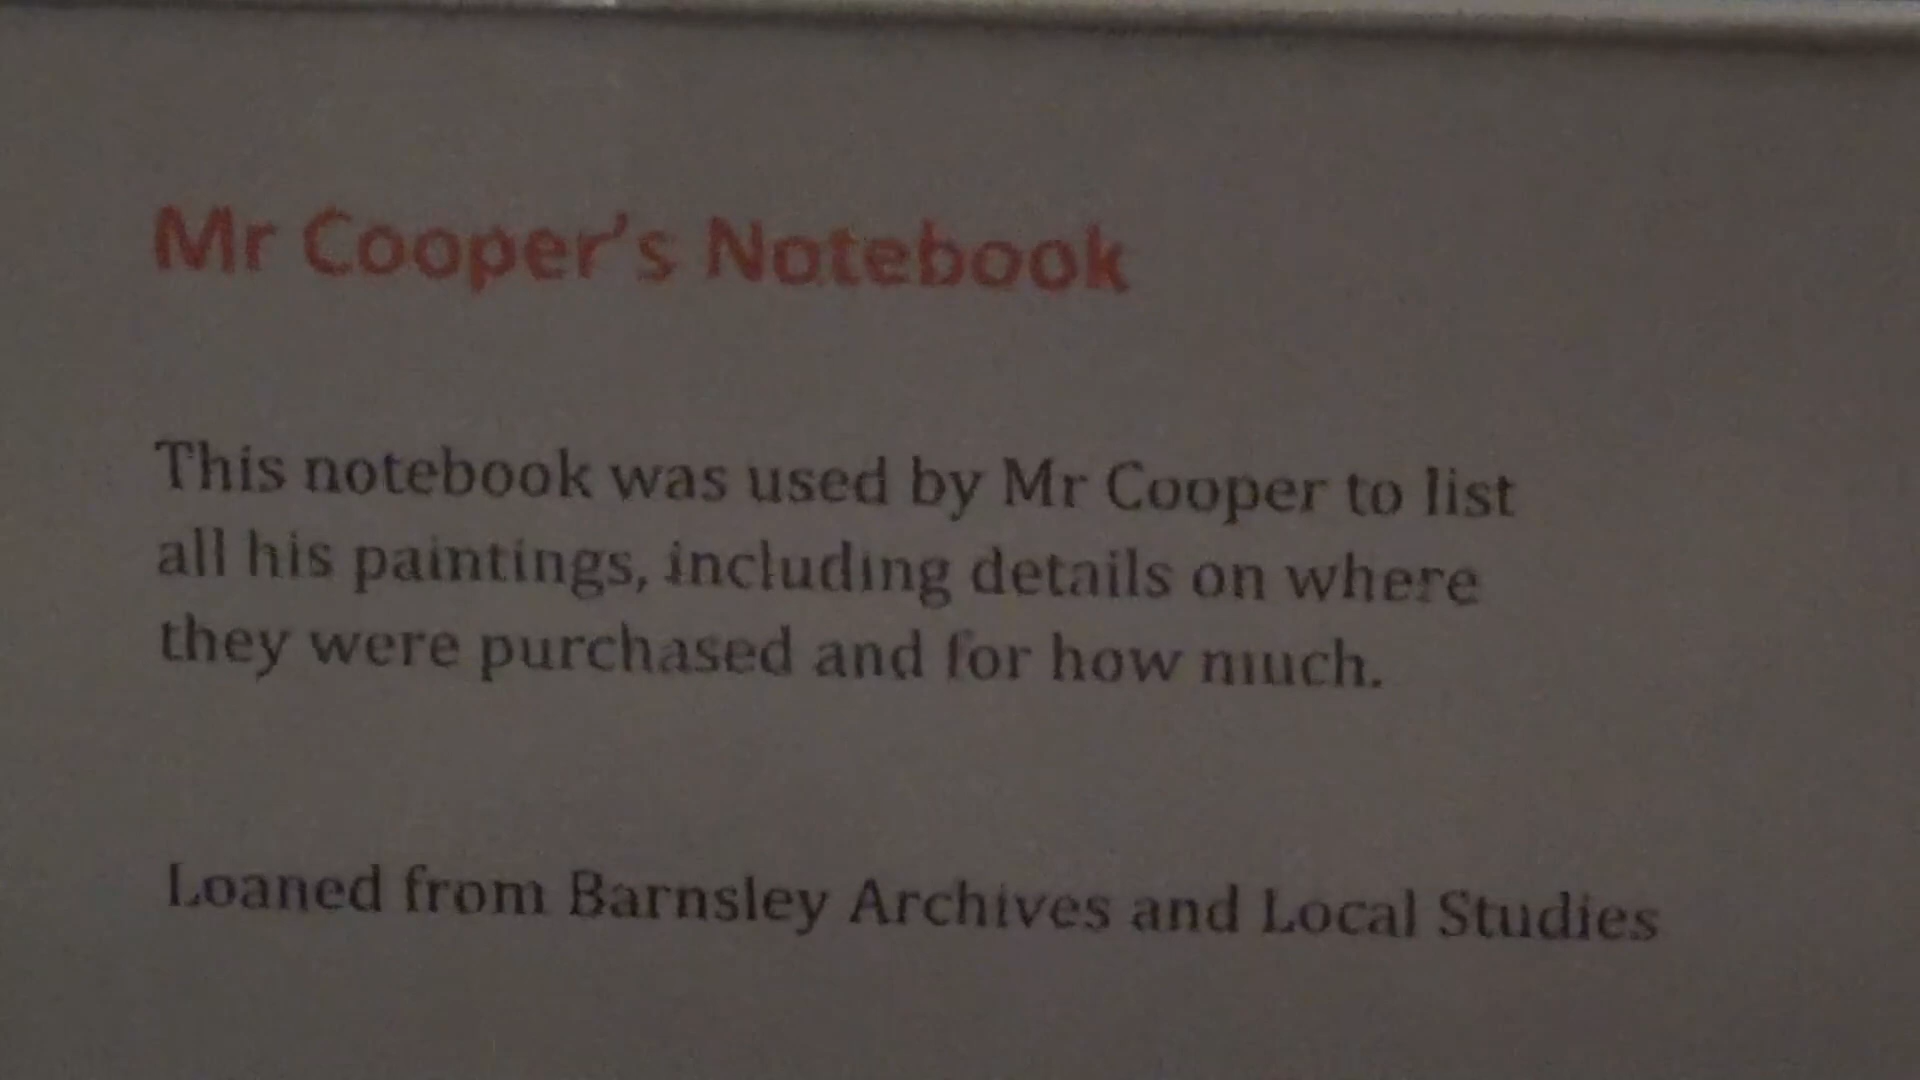 Mr Cooper's Notebook
This notebook was used by Mr Cooper to list
all his paintings, including details on where
they were purchased and for how much.
Loaned from Barnsley Archives and Local Studies